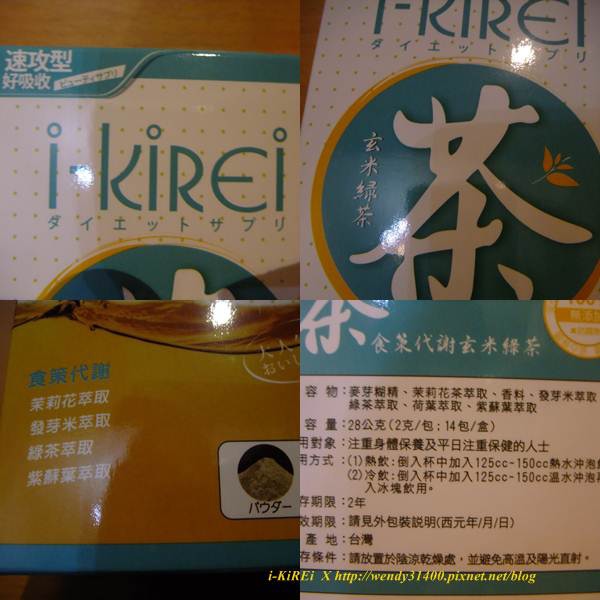 速攻型
好吸收
ビューティサプリ
i-KiREi
ダイエットサプリ
i-KiREi
ダイエットサプリ
玄米綠茶
茶
食策代謝
茉莉花萃取
發芽米萃取
綠茶萃取
紫蘇葉萃取
パウダー
茶
食策代謝玄米綠茶
容 物：麥芽糊精、茉莉花茶萃取、香料、發芽米萃取
綠茶萃取、荷葉萃取、紫蘇葉萃取
容 量：28公克(2克/包；14包/盒)
用對象：注重身體保養及平日注重保健的人士
用方式：(1)熱飲：倒入杯中加入125cc-150cc熱水沖泡
(2)冷飲：倒入杯中加入125cc-150cc溫水沖泡
入冰塊飲用。
存期限：2年
效期限：請見外包裝說明(西元年/月/日)
產 地：台灣
存條件：請放置於陰涼乾燥處，並避免高溫及陽光直射。
i-KiREi X http://wendy31400.pixnet.net/blog